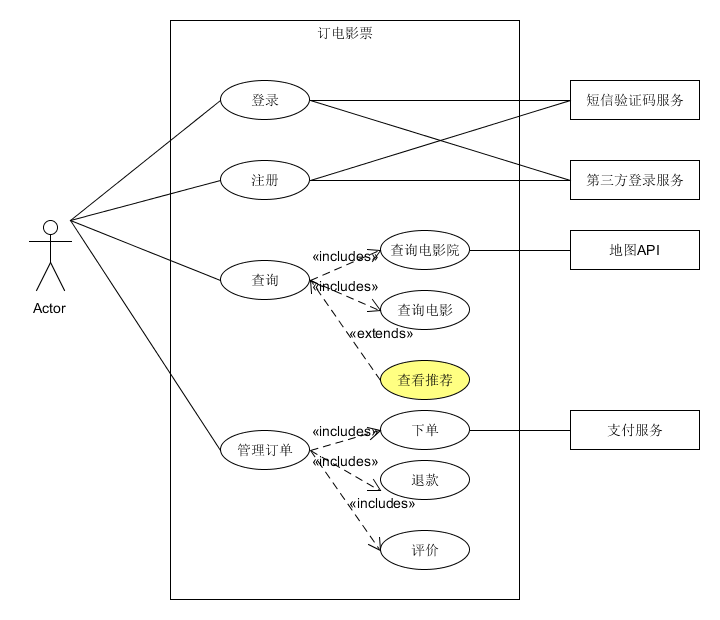 订电影票
登录
短信验证码服务
注册
第三方登录服务
Actor
查询
«includes»
查询电影院
地图API
«includes»
查询电影
«extends»
查看推荐
管理订单
«includes»
下单
支付服务
«includes»
退款
«includes»
评价